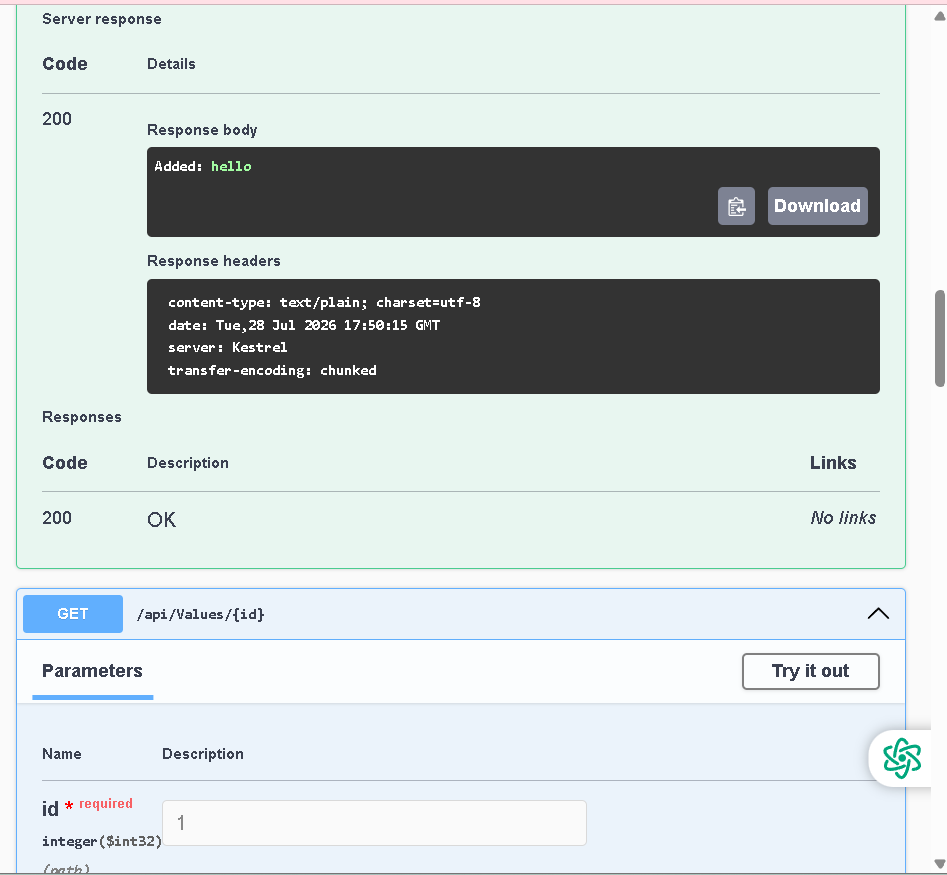 Server response
Code Details
200
Response body
Added: hello
Download
Response headers
content-type: text/plain; charset=utf-8
date: Tue,28 Jul 2026 17:50:15 GMT
server: Kestrel
transfer-encoding: chunked
Responses
Code Description Links
200 OK No links
GET /api/Values/{id}
Parameters Try it out
Name Description
id * required
1
integer($int32)
(path)